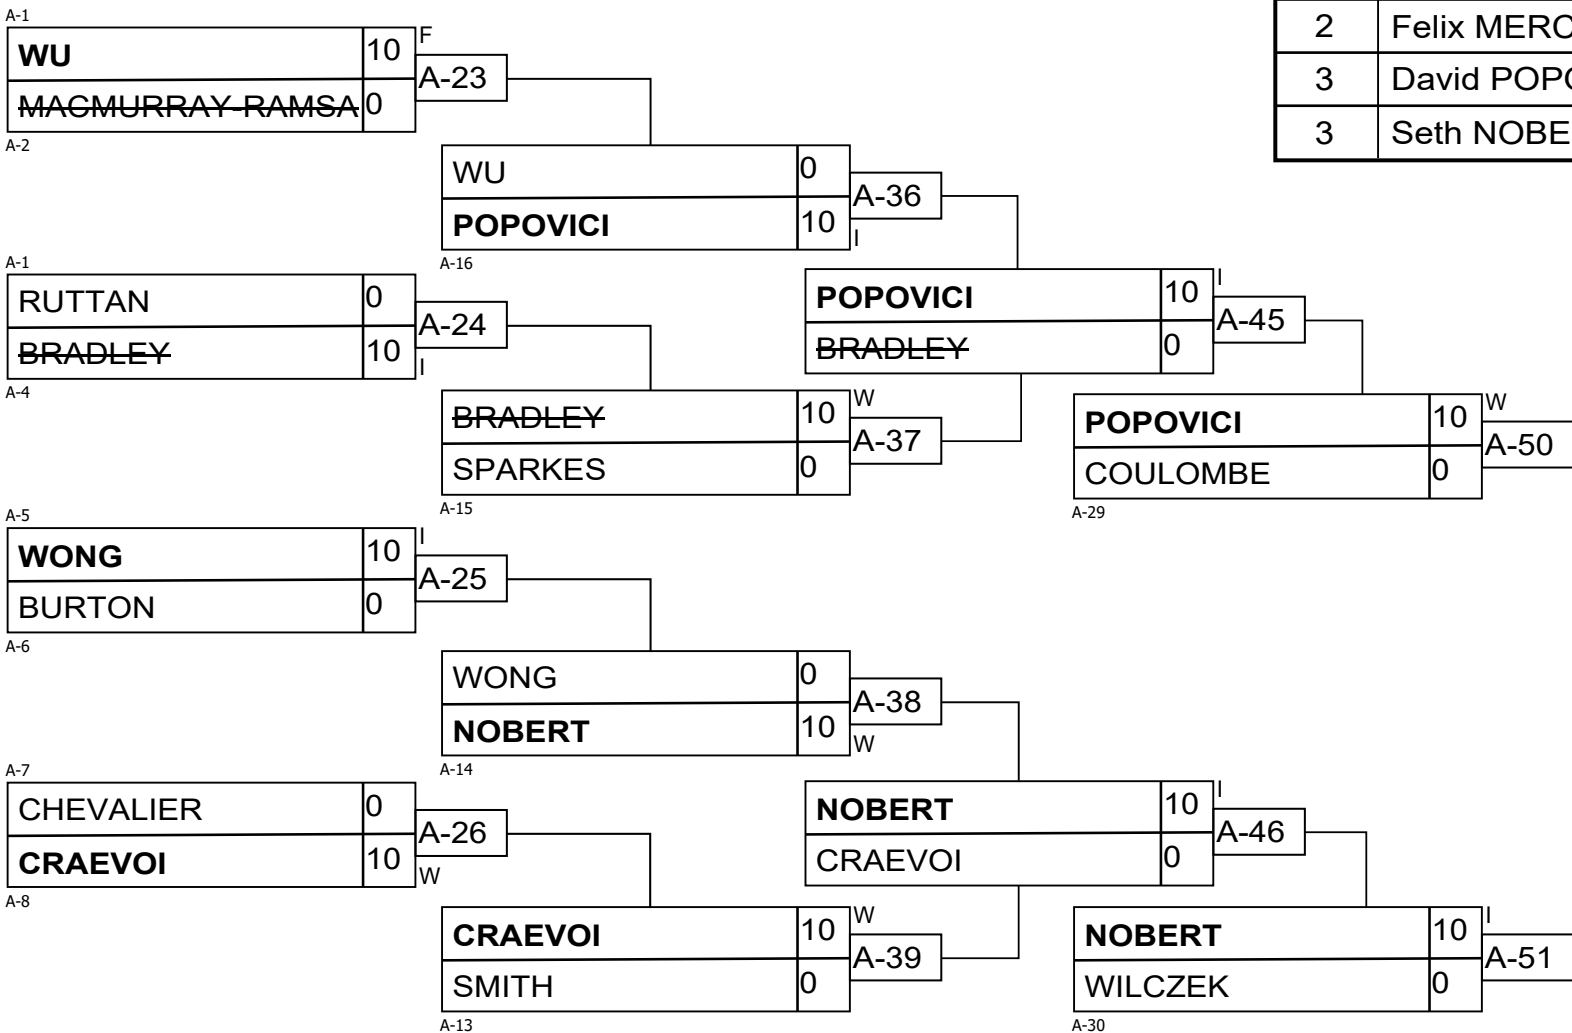 A-1
WU 10 F
A-23
MACMURRAY-RAMSA 0
A-2
2 Felix MERC
3 David POPO
3 Seth NOBE
WU 0
A-36
POPOVICI 10 I
A-16
A-1
RUTTAN 0
A-24
BRADLEY 10 I
A-4
POPOVICI 10 I
A-45
BRADLEY 0
BRADLEY 10 W
A-37
SPARKES 0
A-15
POPOVICI 10 W
A-50
COULOMBE 0
A-29
A-5
WONG 10 I
A-25
BURTON 0
A-6
WONG 0
A-38
NOBERT 10 W
A-14
A-7
CHEVALIER 0
A-26
CRAEVOI 10 W
A-8
NOBERT 10 I
A-46
CRAEVOI 0
CRAEVOI 10 W
A-39
SMITH 0
A-13
NOBERT 10 I
A-51
WILCZEK 0
A-30